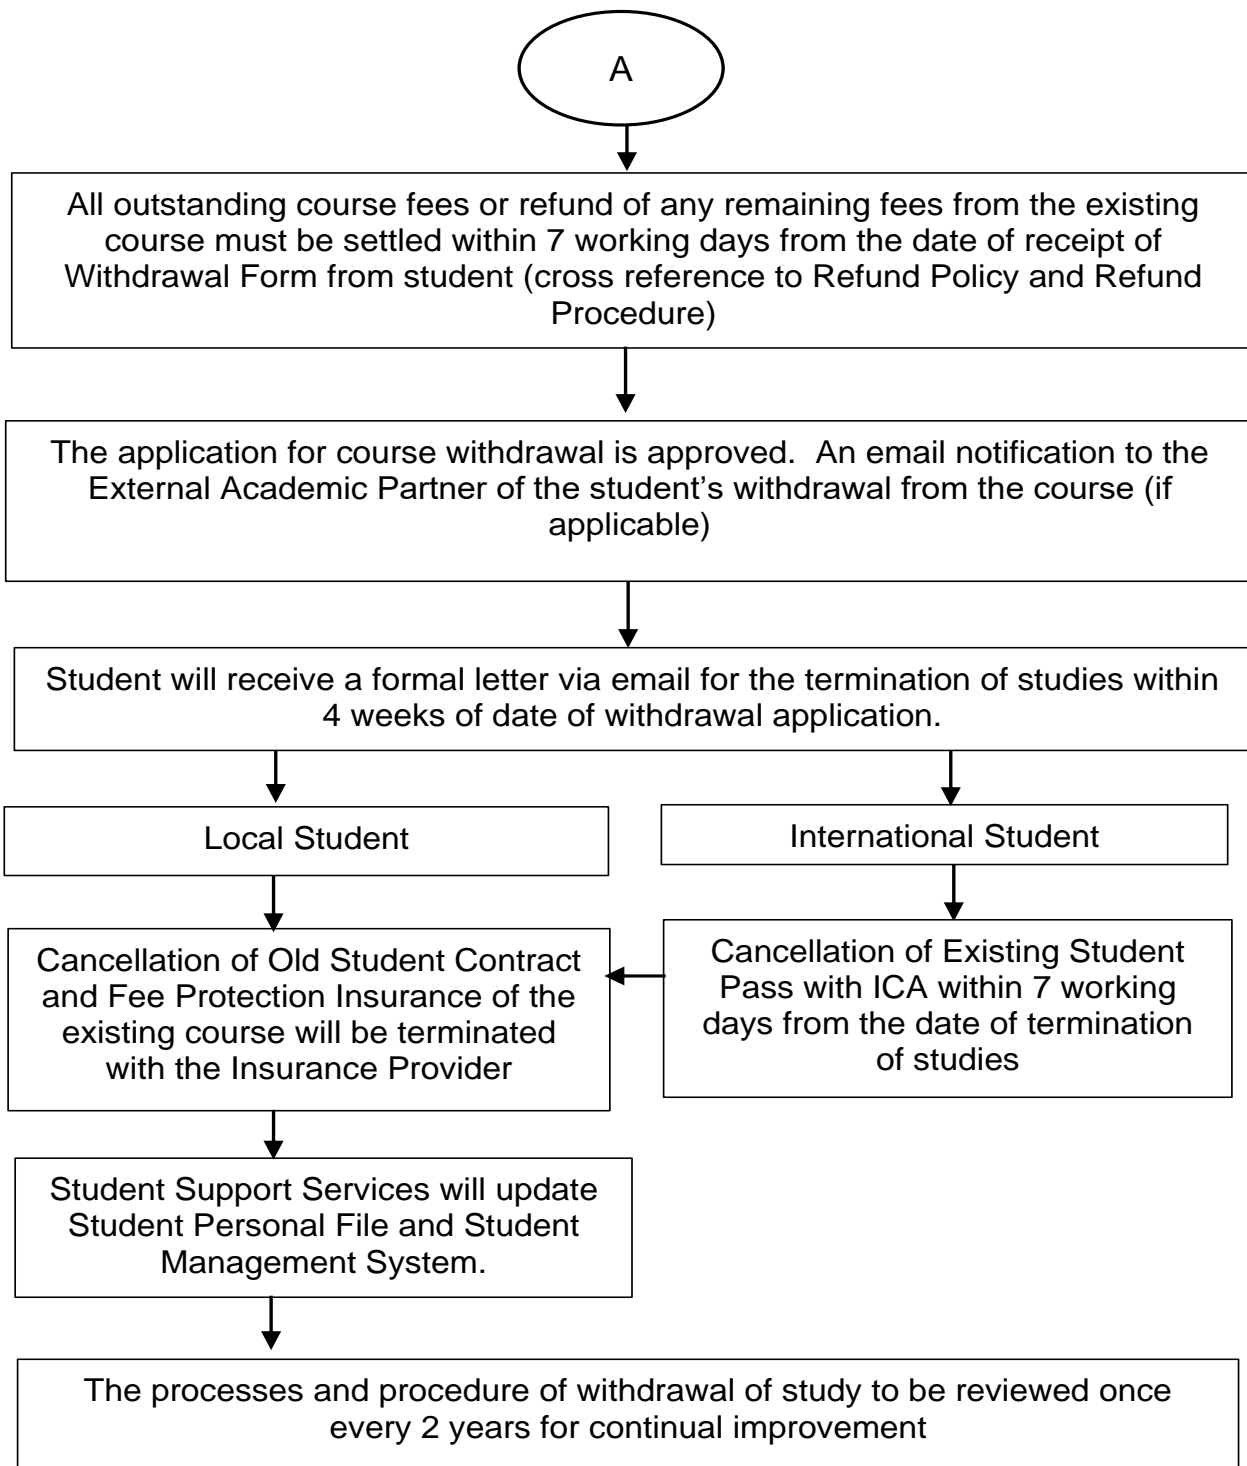 A
All outstanding course fees or refund of any remaining fees from the existing
course must be settled within 7 working days from the date of receipt of
Withdrawal Form from student (cross reference to Refund Policy and Refund
Procedure)
The application for course withdrawal is approved.  An email notification to the
External Academic Partner of the student’s withdrawal from the course (if
applicable)
Student will receive a formal letter via email for the termination of studies within
4 weeks of date of withdrawal application.
Local Student
International Student
Cancellation of Old Student Contract
and Fee Protection Insurance of the
existing course will be terminated
with the Insurance Provider
Cancellation of Existing Student
Pass with ICA within 7 working
days from the date of termination
of studies
Student Support Services will update
Student Personal File and Student
Management System.
The processes and procedure of withdrawal of study to be reviewed once
every 2 years for continual improvement